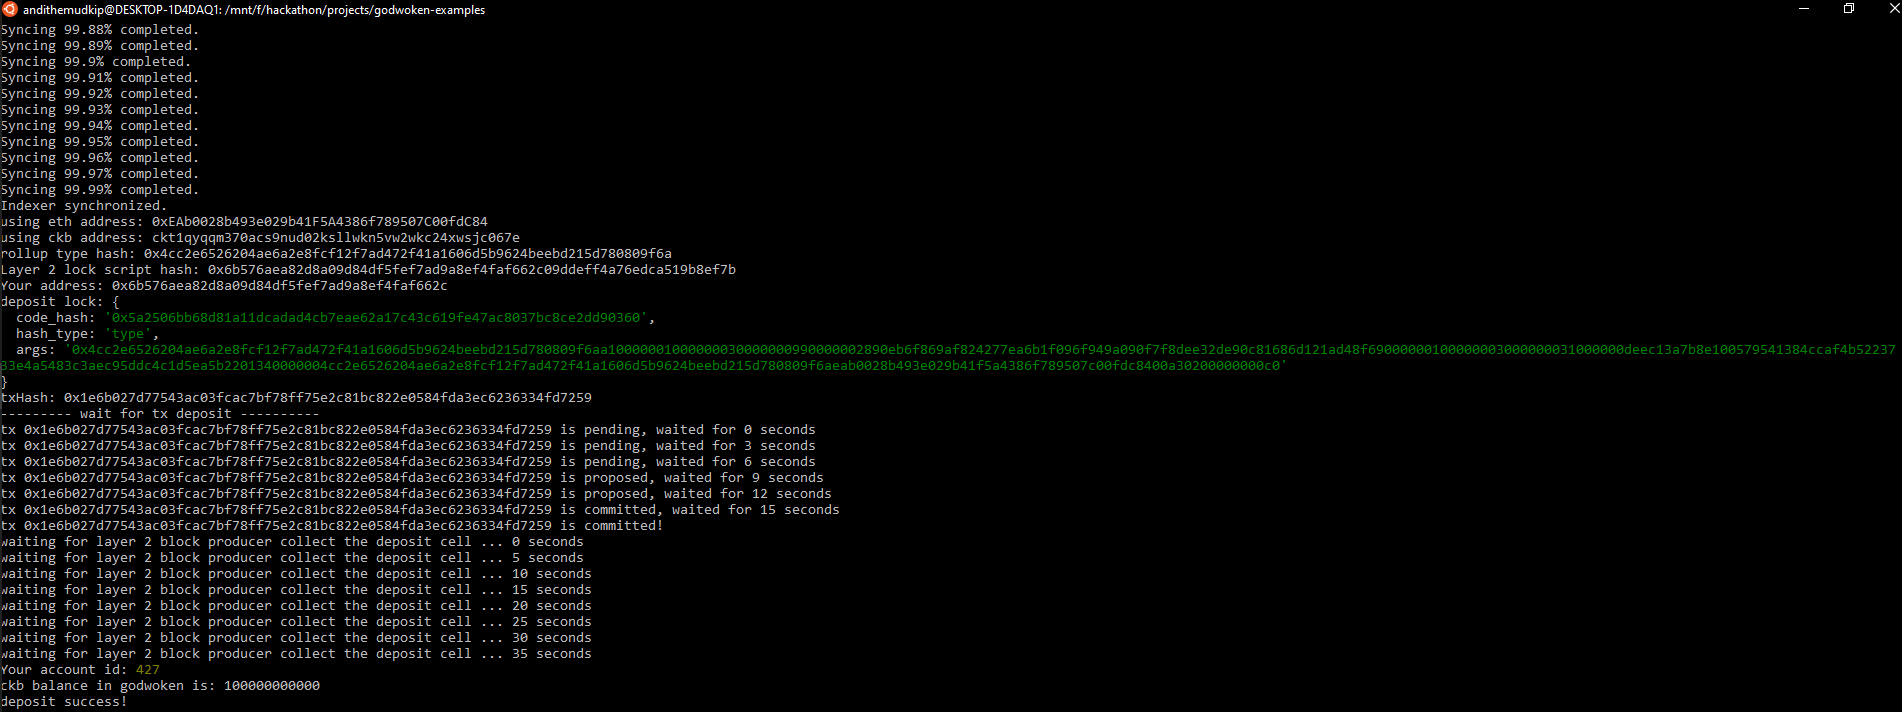 andithemudkip@DESKTOP-1D4DAQ1: /mnt/f/hackathon/projects/godwoken-examples
Syncing 99.88% completed.
Syncing 99.89% completed.
Syncing 99.9% completed.
Syncing 99.91% completed.
Syncing 99.92% completed.
Syncing 99.93% completed.
Syncing 99.94% completed.
Syncing 99.95% completed.
Syncing 99.96% completed.
Syncing 99.97% completed.
Syncing 99.99% completed.
Indexer synchronized.
using eth address: 0xEAb0028b493e029b41F5A4386f789507C00fdC84
using ckb address: ckt1qyqqm370acs9nud02ksllwkn5vw2wkc24xwsjc067e
rollup type hash: 0x4cc2e6526204ae6a2e8fcf12f7ad472f41a1606d5b9624beebd215d780809f6a
Layer 2 lock script hash: 0x6b576aea82d8a09d84df5fef7ad9a8ef4faf662c09ddeff4a76edca519b8ef7b
Your address: 0x6b576aea82d8a09d84df5fef7ad9a8ef4faf662c
deposit lock: {
  code_hash: '0x5a2506bb68d81a11dcadad4cb7eae62a17c43c619fe47ac8037bc8ce2dd90360',
  hash_type: 'type',
  args: '0x4cc2e6526204ae6a2e8fcf12f7ad472f41a1606d5b9624beebd215d780809f6aa10000001000000030000000990000002890eb6f869af824277ea6b1f096f949a090f7f8dee32de90c81686d121ad48f6900000010000000300000031000000deec13a7b8e100579541384ccaf4b52237
33e4a5483c3aec95ddc4c1d5ea5b2201340000004cc2e6526204ae6a2e8fcf12f7ad472f41a1606d5b9624beebd215d780809f6aeab0028b493e029b41f5a4386f789507c00fdc8400a30200000000c0'
}
txHash: 0x1e6b027d77543ac03fcac7bf78ff75e2c81bc822e0584fda3ec6236334fd7259
--------- wait for tx deposit ----------
tx 0x1e6b027d77543ac03fcac7bf78ff75e2c81bc822e0584fda3ec6236334fd7259 is pending, waited for 0 seconds
tx 0x1e6b027d77543ac03fcac7bf78ff75e2c81bc822e0584fda3ec6236334fd7259 is pending, waited for 3 seconds
tx 0x1e6b027d77543ac03fcac7bf78ff75e2c81bc822e0584fda3ec6236334fd7259 is pending, waited for 6 seconds
tx 0x1e6b027d77543ac03fcac7bf78ff75e2c81bc822e0584fda3ec6236334fd7259 is proposed, waited for 9 seconds
tx 0x1e6b027d77543ac03fcac7bf78ff75e2c81bc822e0584fda3ec6236334fd7259 is proposed, waited for 12 seconds
tx 0x1e6b027d77543ac03fcac7bf78ff75e2c81bc822e0584fda3ec6236334fd7259 is committed, waited for 15 seconds
tx 0x1e6b027d77543ac03fcac7bf78ff75e2c81bc822e0584fda3ec6236334fd7259 is committed!
waiting for layer 2 block producer collect the deposit cell ... 0 seconds
waiting for layer 2 block producer collect the deposit cell ... 5 seconds
waiting for layer 2 block producer collect the deposit cell ... 10 seconds
waiting for layer 2 block producer collect the deposit cell ... 15 seconds
waiting for layer 2 block producer collect the deposit cell ... 20 seconds
waiting for layer 2 block producer collect the deposit cell ... 25 seconds
waiting for layer 2 block producer collect the deposit cell ... 30 seconds
waiting for layer 2 block producer collect the deposit cell ... 35 seconds
Your account id: 427
ckb balance in godwoken is: 100000000000
deposit success!